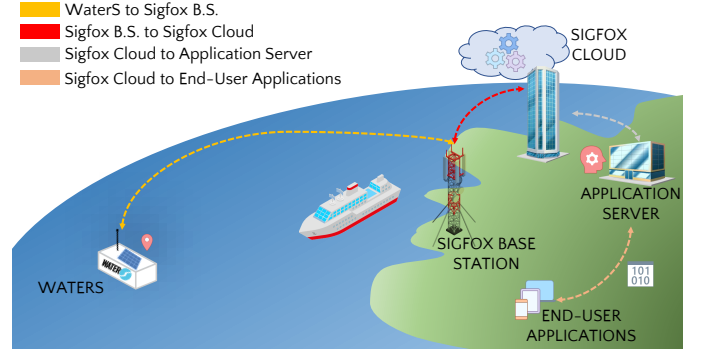 WaterS to Sigfox B.S.
Sigfox B.S. to Sigfox Cloud
Sigfox Cloud to Application Server
Sigfox Cloud to End-User Applications
SIGFOX
CLOUD
APPLICATION
SERVER
SIGFOX BASE
STATION
WATER S
WATERS
101
010
END-USER
APPLICATIONS